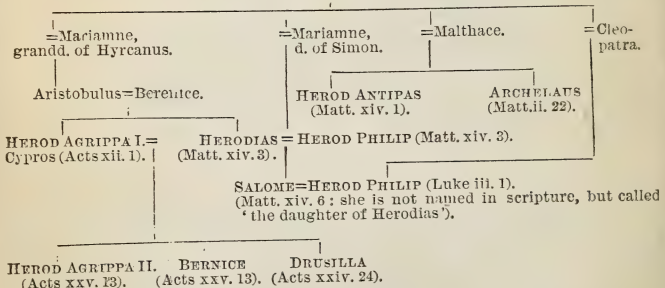 =Mariamne, =Mariamne, =Malthace. =Cleo-
grandd. of Hyrcanus. d. of Simon. patra.
Aristobulus=Berenice.
HEROD ANTIPAS ARCHELAUS
(Matt. xiv. 1). (Matt. ii. 22).
HEROD AGRIPPA I.= HERODIAS = HEROD PHILIP (Matt. xiv. 3).
Cypros (Acts xii. 1). (Matt. xiv. 3).
SALOME=HEROD PHILIP (Luke iii. 1).
(Matt. xiv. 6 : she is not named in scripture, but called
‘ the daughter of Herodias ’).
HEROD AGRIPPA II. BERNICE DRUSILLA
(Acts xxv. 13). (Acts xxv. 13). (Acts xxiv. 24).